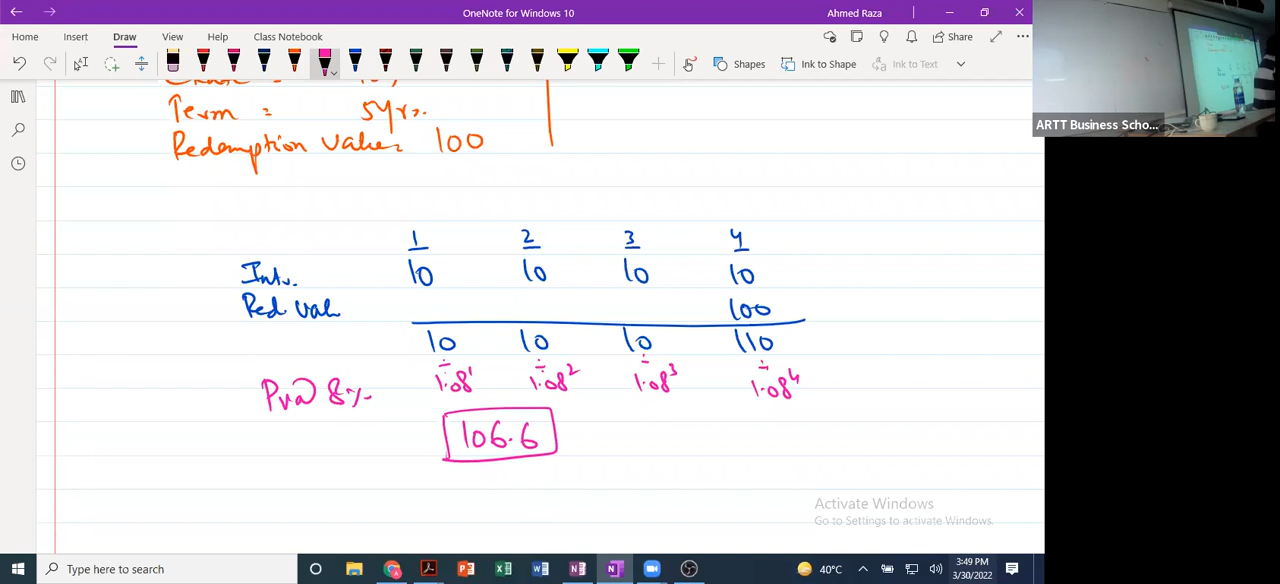 OneNote for Windows 10
Ahmed Raza
Home Insert Draw View Help Class Notebook
Share
Shapes Ink to Shape Ink to Text
ARTT Business Scho...
Term = 5yrs.
Redemption Value = 100
1 2 3 4
Int. 10 10 10 10
Red. Val 100
10 10 10 110
÷ ÷ ÷ ÷
Pv@ 8% 1.08¹ 1.08² 1.08³ 1.08⁴
106.6
Activate Windows
Go to Settings to activate Windows.
Type here to search
40°C
3:49 PM
3/30/2022